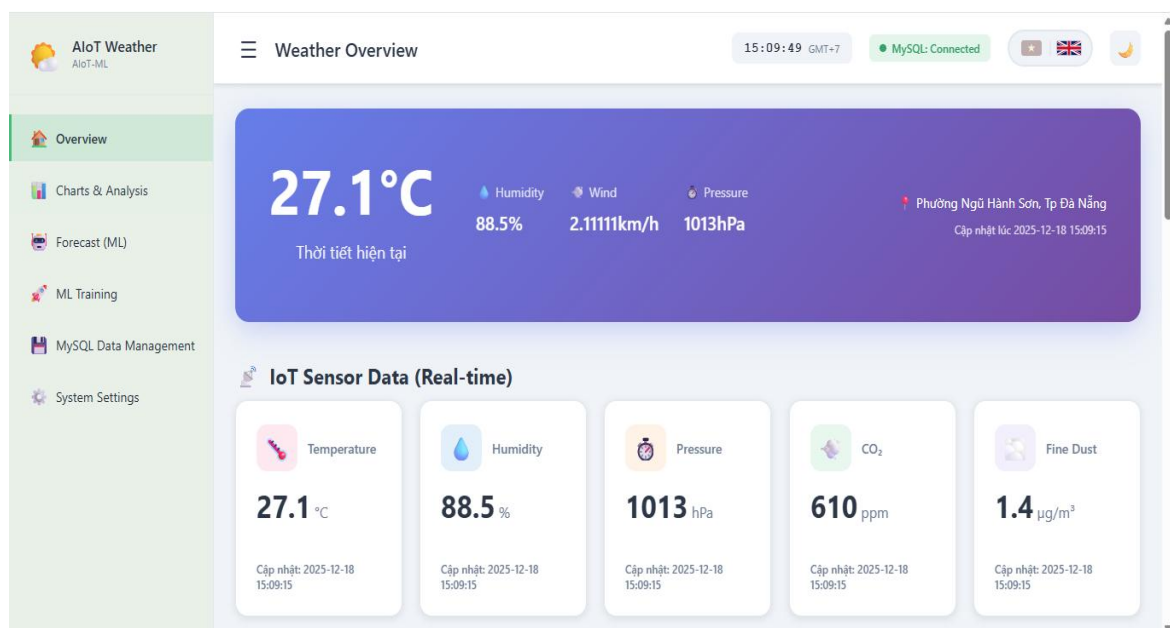 AIoT Weather
AIoT-ML
☰ Weather Overview
15:09:49 GMT+7
MySQL: Connected
Overview
Charts & Analysis
Forecast (ML)
ML Training
MySQL Data Management
System Settings
27.1°C
Thời tiết hiện tại
Humidity
88.5%
Wind
2.11111km/h
Pressure
1013hPa
Phường Ngũ Hành Sơn, Tp Đà Nẵng
Cập nhật lúc 2025-12-18 15:09:15
IoT Sensor Data (Real-time)
Temperature
27.1 °C
Cập nhật: 2025-12-18
15:09:15
Humidity
88.5 %
Cập nhật: 2025-12-18
15:09:15
Pressure
1013 hPa
Cập nhật: 2025-12-18
15:09:15
CO₂
610 ppm
Cập nhật: 2025-12-18
15:09:15
Fine Dust
1.4 µg/m³
Cập nhật: 2025-12-18
15:09:15